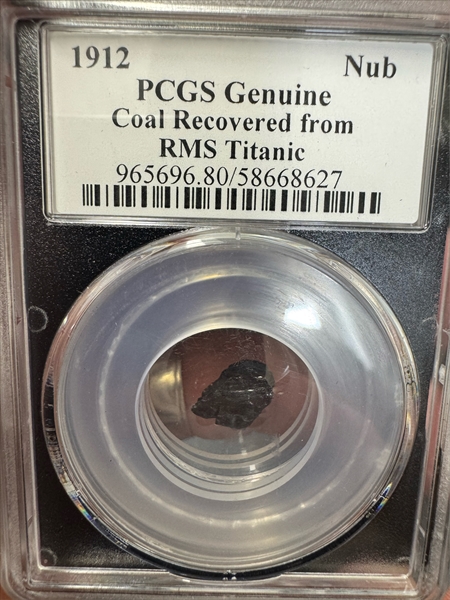 1912 Nub
PCGS Genuine
Coal Recovered from
RMS Titanic
965696.80/58668627